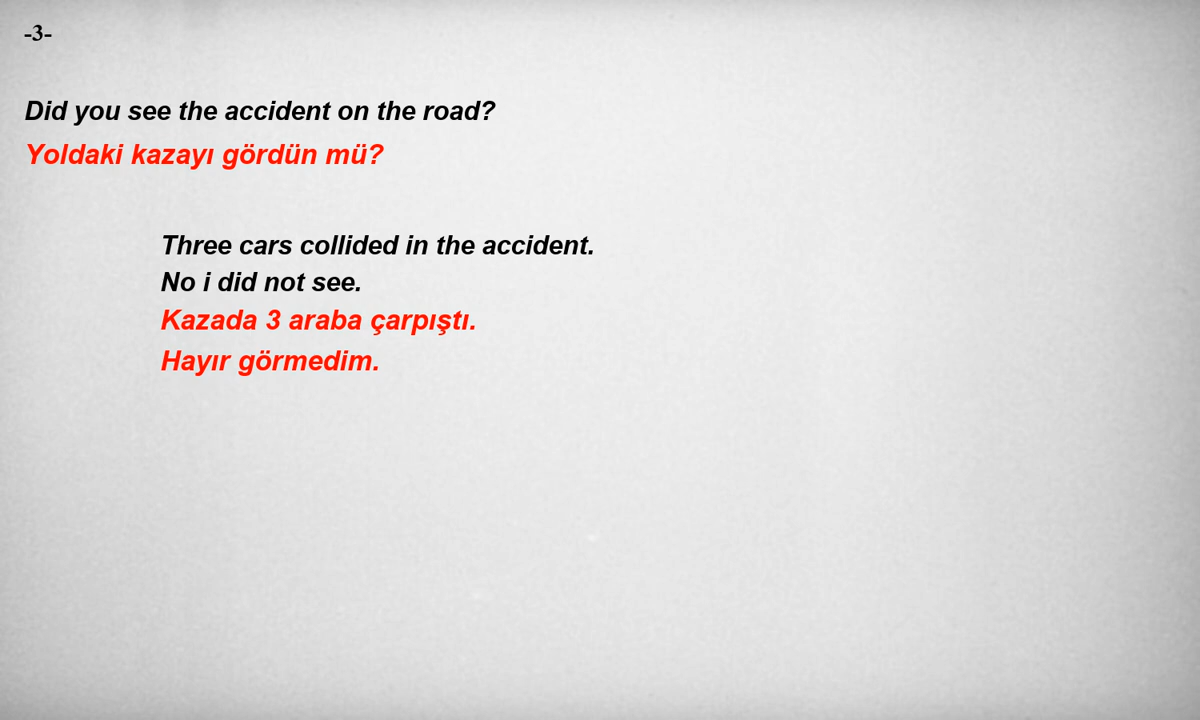 -3-
Did you see the accident on the road?
Yoldaki kazayı gördün mü?
Three cars collided in the accident.
No i did not see.
Kazada 3 araba çarpıştı.
Hayır görmedim.